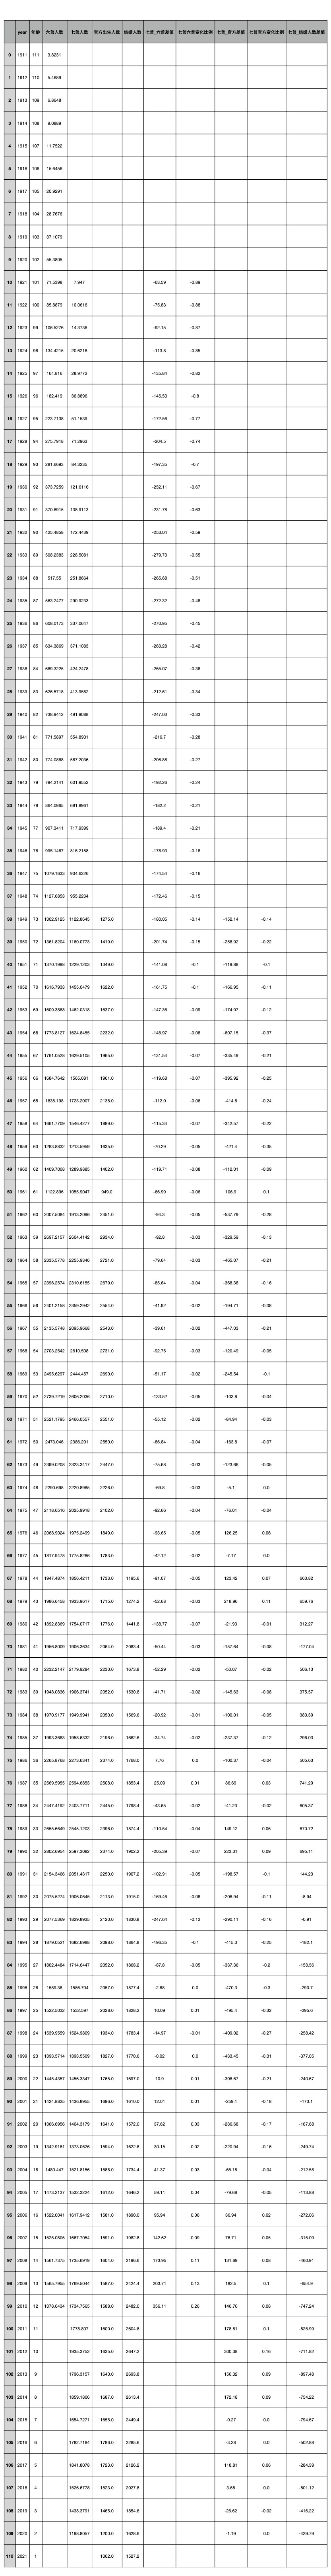 year 年龄 六普人数 七普人数 官方出生人数 结婚人数 七普_六普差值 七普六普变化比例 七普_官方差值 七普官方变化比例 七普_结婚人数差值
0 1911 111 3.8231
1 1912 110 5.4689
2 1913 109 6.8648
3 1914 108 9.0889
4 1915 107 11.7522
5 1916 106 15.6456
6 1917 105 20.9291
7 1918 104 28.7676
8 1919 103 37.1079
9 1920 102 55.3805
10 1921 101 71.5398 7.947 -63.59 -0.89
11 1922 100 85.8879 10.0616 -75.83 -0.88
12 1923 99 106.5276 14.3736 -92.15 -0.87
13 1924 98 134.4215 20.6218 -113.8 -0.85
14 1925 97 164.816 28.9772 -135.84 -0.82
15 1926 96 182.419 36.8898 -145.53 -0.8
16 1927 95 223.7138 51.1539 -172.56 -0.77
17 1928 94 275.7918 71.2963 -204.5 -0.74
18 1929 93 281.6693 84.3235 -197.35 -0.7
19 1930 92 373.7259 121.6116 -252.11 -0.67
20 1931 91 370.6915 138.9113 -231.78 -0.63
21 1932 90 425.4858 172.4439 -253.04 -0.59
22 1933 89 508.2383 228.5081 -279.73 -0.55
23 1934 88 517.55 251.8664 -265.68 -0.51
24 1935 87 563.2477 290.9233 -272.32 -0.48
25 1936 86 608.0173 337.0647 -270.95 -0.45
26 1937 85 634.3869 371.1083 -263.28 -0.42
27 1938 84 689.3225 424.2478 -265.07 -0.38
28 1939 83 626.5718 413.9582 -212.61 -0.34
29 1940 82 738.9412 491.9068 -247.03 -0.33
30 1941 81 771.5897 554.8901 -216.7 -0.28
31 1942 80 774.0868 567.2036 -206.88 -0.27
32 1943 79 794.2141 601.9552 -192.26 -0.24
33 1944 78 864.0965 681.8961 -182.2 -0.21
34 1945 77 907.3411 717.9399 -189.4 -0.21
35 1946 76 995.1467 816.2158 -178.93 -0.18
36 1947 75 1079.1633 904.6226 -174.54 -0.16
37 1948 74 1127.6853 955.2234 -172.46 -0.15
38 1949 73 1302.9125 1122.8645 1275.0 -180.05 -0.14 -152.14 -0.14
39 1950 72 1361.8204 1160.0773 1419.0 -201.74 -0.15 -258.92 -0.22
40 1951 71 1370.1998 1229.1203 1349.0 -141.08 -0.1 -119.88 -0.1
41 1952 70 1616.7933 1455.0479 1622.0 -161.75 -0.1 -166.95 -0.11
42 1953 69 1609.3888 1462.0318 1637.0 -147.36 -0.09 -174.97 -0.12
43 1954 68 1773.8127 1624.8455 2232.0 -148.97 -0.08 -607.15 -0.37
44 1955 67 1761.0528 1629.5105 1965.0 -131.54 -0.07 -335.49 -0.21
45 1956 66 1684.7642 1565.081 1961.0 -119.68 -0.07 -395.92 -0.25
46 1957 65 1835.198 1723.2007 2138.0 -112.0 -0.06 -414.8 -0.24
47 1958 64 1661.7709 1546.4277 1889.0 -115.34 -0.07 -342.57 -0.22
48 1959 63 1283.8832 1213.5959 1635.0 -70.29 -0.05 -421.4 -0.35
49 1960 62 1409.7008 1289.9885 1402.0 -119.71 -0.08 -112.01 -0.09
50 1961 61 1122.896 1055.9047 949.0 -66.99 -0.06 106.9 0.1
51 1962 60 2007.5084 1913.2096 2451.0 -94.3 -0.05 -537.79 -0.28
52 1963 59 2697.2157 2604.4142 2934.0 -92.8 -0.03 -329.59 -0.13
53 1964 58 2335.5778 2255.9346 2721.0 -79.64 -0.03 -465.07 -0.21
54 1965 57 2396.2574 2310.6155 2679.0 -85.64 -0.04 -368.38 -0.16
55 1966 56 2401.2158 2359.2942 2554.0 -41.92 -0.02 -194.71 -0.08
56 1967 55 2135.5748 2095.9668 2543.0 -39.61 -0.02 -447.03 -0.21
57 1968 54 2703.2542 2610.508 2731.0 -92.75 -0.03 -120.49 -0.05
58 1969 53 2495.6297 2444.457 2690.0 -51.17 -0.02 -245.54 -0.1
59 1970 52 2739.7219 2606.2036 2710.0 -133.52 -0.05 -103.8 -0.04
60 1971 51 2521.1795 2466.0557 2551.0 -55.12 -0.02 -84.94 -0.03
61 1972 50 2473.046 2386.201 2550.0 -86.84 -0.04 -163.8 -0.07
62 1973 49 2399.0208 2323.3417 2447.0 -75.68 -0.03 -123.66 -0.05
63 1974 48 2290.698 2220.8985 2226.0 -69.8 -0.03 -5.1 0.0
64 1975 47 2118.6516 2025.9918 2102.0 -92.66 -0.04 -76.01 -0.04
65 1976 46 2068.9024 1975.2499 1849.0 -93.65 -0.05 126.25 0.06
66 1977 45 1817.9478 1775.8286 1783.0 -42.12 -0.02 -7.17 0.0
67 1978 44 1947.4874 1856.4211 1733.0 1195.6 -91.07 -0.05 123.42 0.07 660.82
68 1979 43 1986.6458 1933.9617 1715.0 1274.2 -52.68 -0.03 218.96 0.11 659.76
69 1980 42 1892.8369 1754.0717 1776.0 1441.8 -138.77 -0.07 -21.93 -0.01 312.27
70 1981 41 1956.8009 1906.3634 2064.0 2083.4 -50.44 -0.03 -157.64 -0.08 -177.04
71 1982 40 2232.2147 2179.9284 2230.0 1673.8 -52.29 -0.02 -50.07 -0.02 506.13
72 1983 39 1948.0836 1906.3741 2052.0 1530.8 -41.71 -0.02 -145.63 -0.08 375.57
73 1984 38 1970.9177 1949.9941 2050.0 1569.6 -20.92 -0.01 -100.01 -0.05 380.39
74 1985 37 1993.3683 1958.6332 2196.0 1662.6 -34.74 -0.02 -237.37 -0.12 296.03
75 1986 36 2265.8768 2273.6341 2374.0 1768.0 7.76 0.0 -100.37 -0.04 505.63
76 1987 35 2569.5955 2594.6853 2508.0 1853.4 25.09 0.01 86.69 0.03 741.29
77 1988 34 2447.4192 2403.7711 2445.0 1798.4 -43.65 -0.02 -41.23 -0.02 605.37
78 1989 33 2655.6649 2545.1203 2396.0 1874.4 -110.54 -0.04 149.12 0.06 670.72
79 1990 32 2802.6954 2597.3082 2374.0 1902.2 -205.39 -0.07 223.31 0.09 695.11
80 1991 31 2154.3466 2051.4317 2250.0 1907.2 -102.91 -0.05 -198.57 -0.1 144.23
81 1992 30 2075.5274 1906.0645 2113.0 1915.0 -169.46 -0.08 -206.94 -0.11 -8.94
82 1993 29 2077.5369 1829.8935 2120.0 1830.8 -247.64 -0.12 -290.11 -0.16 -0.91
83 1994 28 1879.0521 1682.6988 2098.0 1864.8 -196.35 -0.1 -415.3 -0.25 -182.1
84 1995 27 1802.4484 1714.6447 2052.0 1868.2 -87.8 -0.05 -337.36 -0.2 -153.56
85 1996 26 1589.38 1586.704 2057.0 1877.4 -2.68 0.0 -470.3 -0.3 -290.7
86 1997 25 1522.5032 1532.597 2028.0 1828.2 10.09 0.01 -495.4 -0.32 -295.6
87 1998 24 1539.9559 1524.9809 1934.0 1783.4 -14.97 -0.01 -409.02 -0.27 -258.42
88 1999 23 1393.5714 1393.5509 1827.0 1770.6 -0.02 0.0 -433.45 -0.31 -377.05
89 2000 22 1445.4357 1456.3347 1765.0 1697.0 10.9 0.01 -308.67 -0.21 -240.67
90 2001 21 1424.8825 1436.8955 1696.0 1610.0 12.01 0.01 -259.1 -0.18 -173.1
91 2002 20 1366.6956 1404.3179 1641.0 1572.0 37.62 0.03 -236.68 -0.17 -167.68
92 2003 19 1342.9161 1373.0626 1594.0 1622.8 30.15 0.02 -220.94 -0.16 -249.74
93 2004 18 1480.447 1521.8156 1588.0 1734.4 41.37 0.03 -66.18 -0.04 -212.58
94 2005 17 1473.2137 1532.3224 1612.0 1646.2 59.11 0.04 -79.68 -0.05 -113.88
95 2006 16 1522.0041 1617.9412 1581.0 1890.0 95.94 0.06 36.94 0.02 -272.06
96 2007 15 1525.0805 1667.7054 1591.0 1982.8 142.62 0.09 76.71 0.05 -315.09
97 2008 14 1561.7375 1735.6919 1604.0 2196.6 173.95 0.11 131.69 0.08 -460.91
98 2009 13 1565.7955 1769.5044 1587.0 2424.4 203.71 0.13 182.5 0.1 -654.9
99 2010 12 1378.6434 1734.7565 1588.0 2482.0 356.11 0.26 146.76 0.08 -747.24
100 2011 11 1778.807 1600.0 2604.8 178.81 0.1 -825.99
101 2012 10 1935.3752 1635.0 2647.2 300.38 0.16 -711.82
102 2013 9 1796.3157 1640.0 2693.8 156.32 0.09 -897.48
103 2014 8 1859.1806 1687.0 2613.4 172.18 0.09 -754.22
104 2015 7 1654.7271 1655.0 2449.4 -0.27 0.0 -794.67
105 2016 6 1782.7184 1786.0 2285.6 -3.28 0.0 -502.88
106 2017 5 1841.8078 1723.0 2126.2 118.81 0.06 -284.39
107 2018 4 1526.6778 1523.0 2027.8 3.68 0.0 -501.12
108 2019 3 1438.3791 1465.0 1854.6 -26.62 -0.02 -416.22
109 2020 2 1198.8057 1200.0 1628.6 -1.19 0.0 -429.79
110 2021 1 1062.0 1527.2